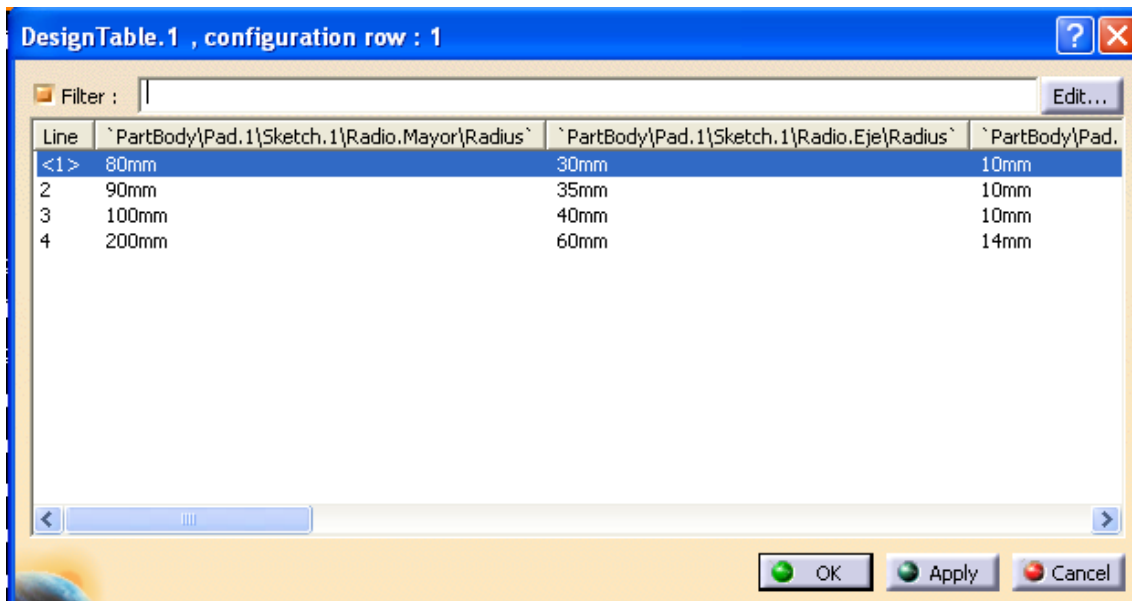 DesignTable.1 , configuration row : 1
Filter :
Edit...
Line `PartBody\Pad.1\Sketch.1\Radio.Mayor\Radius` `PartBody\Pad.1\Sketch.1\Radio.Eje\Radius` `PartBody\Pad.
<1> 80mm 30mm 10mm
2 90mm 35mm 10mm
3 100mm 40mm 10mm
4 200mm 60mm 14mm
OK Apply Cancel